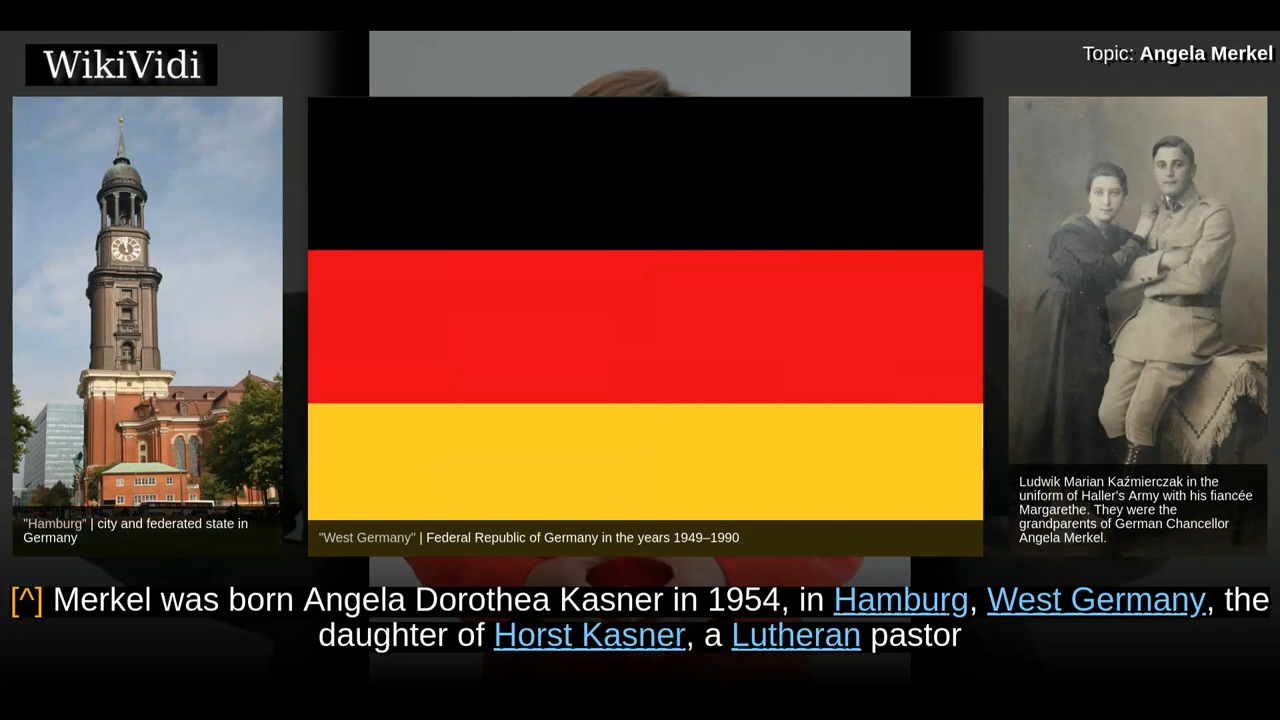 WikiVidi
Topic: Angela Merkel
"Hamburg" | city and federated state in
Germany
"West Germany" | Federal Republic of Germany in the years 1949–1990
Ludwik Marian Kaźmierczak in the
uniform of Haller's Army with his fiancée
Margarethe. They were the
grandparents of German Chancellor
Angela Merkel.
[^] Merkel was born Angela Dorothea Kasner in 1954, in Hamburg, West Germany, the
daughter of Horst Kasner, a Lutheran pastor